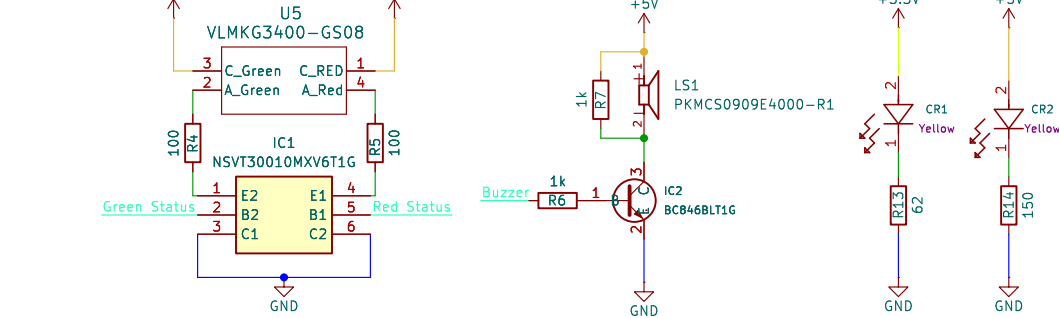 U5
VLMKG3400-GS08
3 C_Green C_RED 1
2 A_Green A_Red 4
100 R4
R5 100
IC1
NSVT30010MXV6T1G
1 E2 E1 4
2 B2 B1 5
3 C1 C2 6
Green Status
Red Status
GND
+5V
1k R7
1
2
LS1
PKMCS0909E4000-R1
Buzzer
1k
R6
1 B
3 C
E 2
IC2
BC846BLT1G
GND
+3.3V
2
CR1
Yellow
1
R13 62
GND
+5V
2
CR2
Yellow
1
R14 150
GND